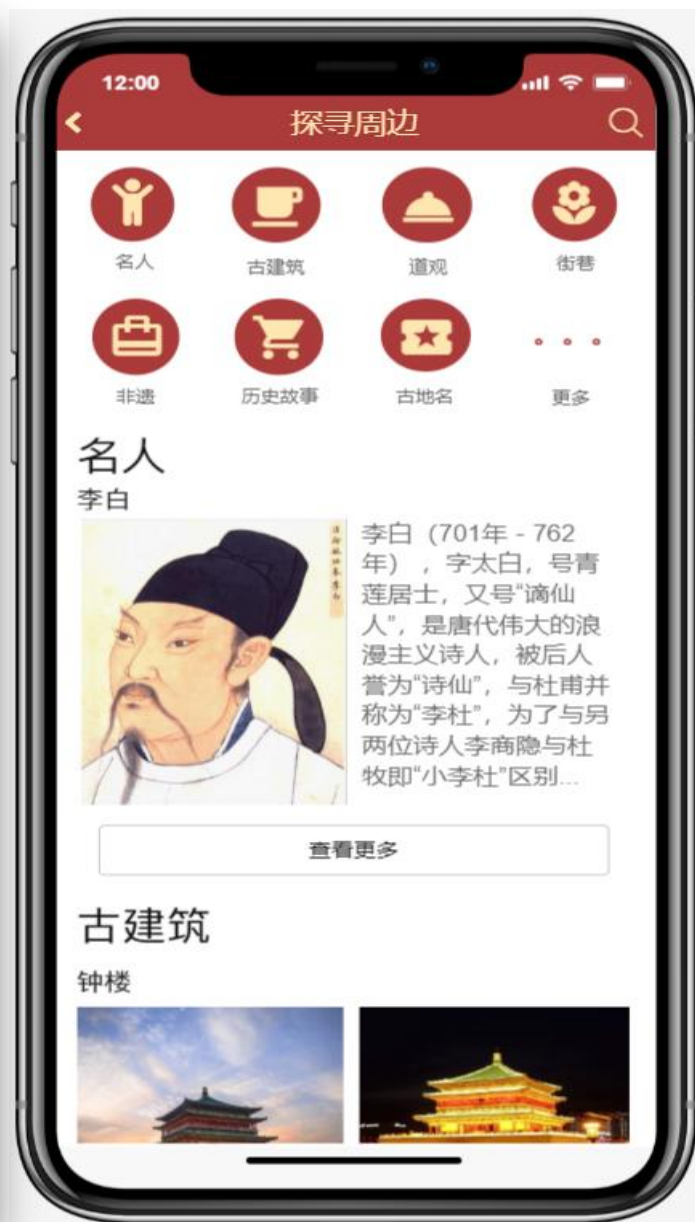 12:00
探寻周边
名人
古建筑
道观
街巷
非遗
历史故事
古地名
更多
名人
李白
李白（701年 - 762
年），字太白，号青
莲居士，又号“谪仙
人”，是唐代伟大的浪
漫主义诗人，被后人
誉为“诗仙”，与杜甫并
称为“李杜”，为了与另
两位诗人李商隐与杜
牧即“小李杜”区别...
查看更多
古建筑
钟楼